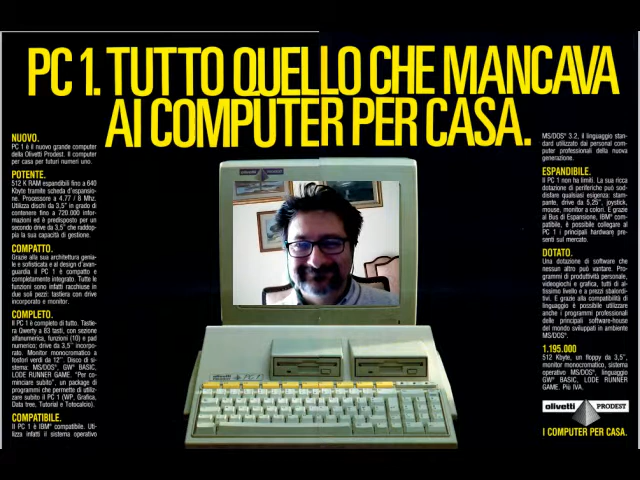 PC 1. TUTTO QUELLO CHE MANCAVA
AI COMPUTER PER CASA.
NUOVO.
PC 1 è il nuovo grande computer
della Olivetti Prodest. Il computer
per casa per futuri numeri uno.
POTENTE.
512 K RAM espandibili fino a 640
Kbyte tramite scheda d'espansio-
ne. Processore a 4.77 / 8 Mhz.
Utilizza dischi da 3,5" in grado di
contenere fino a 720.000 infor-
mazioni ed è predisposto per un
secondo drive da 3,5" che raddop-
pia la sua capacità di gestione.
COMPATTO.
Grazie alla sua architettura genia-
le e sofisticata e al design d'avan-
guardia il PC 1 è compatto e
completamente integrato. Tutte le
funzioni sono infatti racchiuse in
due soli pezzi: tastiera con drive
incorporato e monitor.
COMPLETO.
Il PC 1 è completo di tutto. Tastie-
ra Qwerty a 83 tasti, con sezione
alfanumerica, funzioni (10) e pad
numerico; drive da 3,5" incorpo-
rato. Monitor monocromatico a
fosfori verdi da 12". Disco di si-
stema: MS/DOS®, GW® BASIC,
LODE RUNNER GAME. "Per co-
minciare subito", un package di
programmi che permette di utiliz-
zare subito il PC 1 (WP, Grafica,
Data tree, Tutorial e Totocalcio).
COMPATIBILE.
Il PC 1 è IBM® compatibile. Uti-
lizza infatti il sistema operativo
MS/DOS® 3.2, il linguaggio stan-
dard utilizzato dai personal com-
puter professionali della nuova
generazione.
ESPANDIBILE.
Il PC 1 non ha limiti. La sua ricca
dotazione di periferiche può sod-
disfare qualsiasi esigenza: stam-
pante, drive da 5,25", joystick,
mouse, monitor a colori. E grazie
al Bus di Espansione, IBM® com-
patibile, è possibile collegare al
PC 1 i principali hardware pre-
senti sul mercato.
DOTATO.
Una dotazione di software che
nessun altro può vantare. Pro-
grammi di produttività personale,
videogiochi e grafica, tutti di al-
tissimo livello e a prezzi sbalordi-
tivi. E grazie alla compatibilità di
linguaggio è possibile utilizzare
anche i programmi professionali
delle principali software-house
del mondo sviluppati in ambiente
MS/DOS®.
1.195.000
512 Kbyte, un floppy da 3,5",
monitor monocromatico, sistema
operativo MS/DOS®, linguaggio
GW® BASIC, LODE RUNNER
GAME. Più IVA.
olivetti PRODEST
I COMPUTER PER CASA.